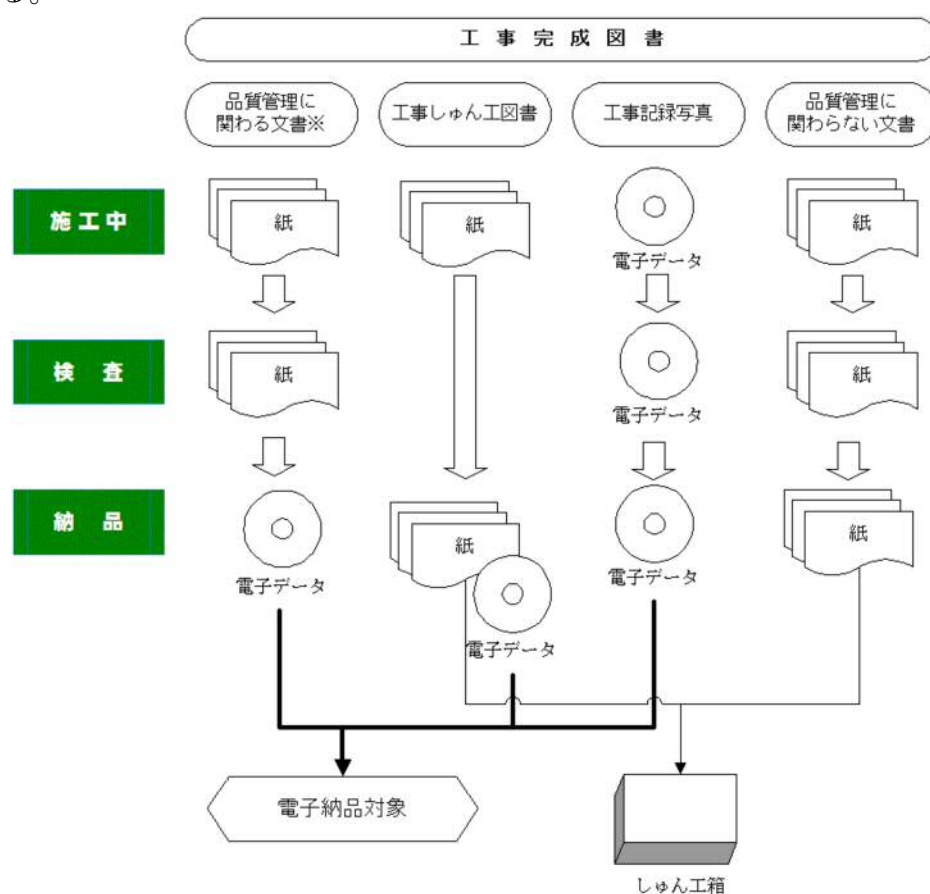 る。
工 事 完 成 図 書
品質管理に
関わる文書※
工事しゅん工図書
工事記録写真
品質管理に
関わらない文書
施工中
紙
紙
電子データ
紙
検 査
紙
電子データ
紙
納 品
電子データ
紙
電子データ
電子データ
紙
電子納品対象
しゅん工箱